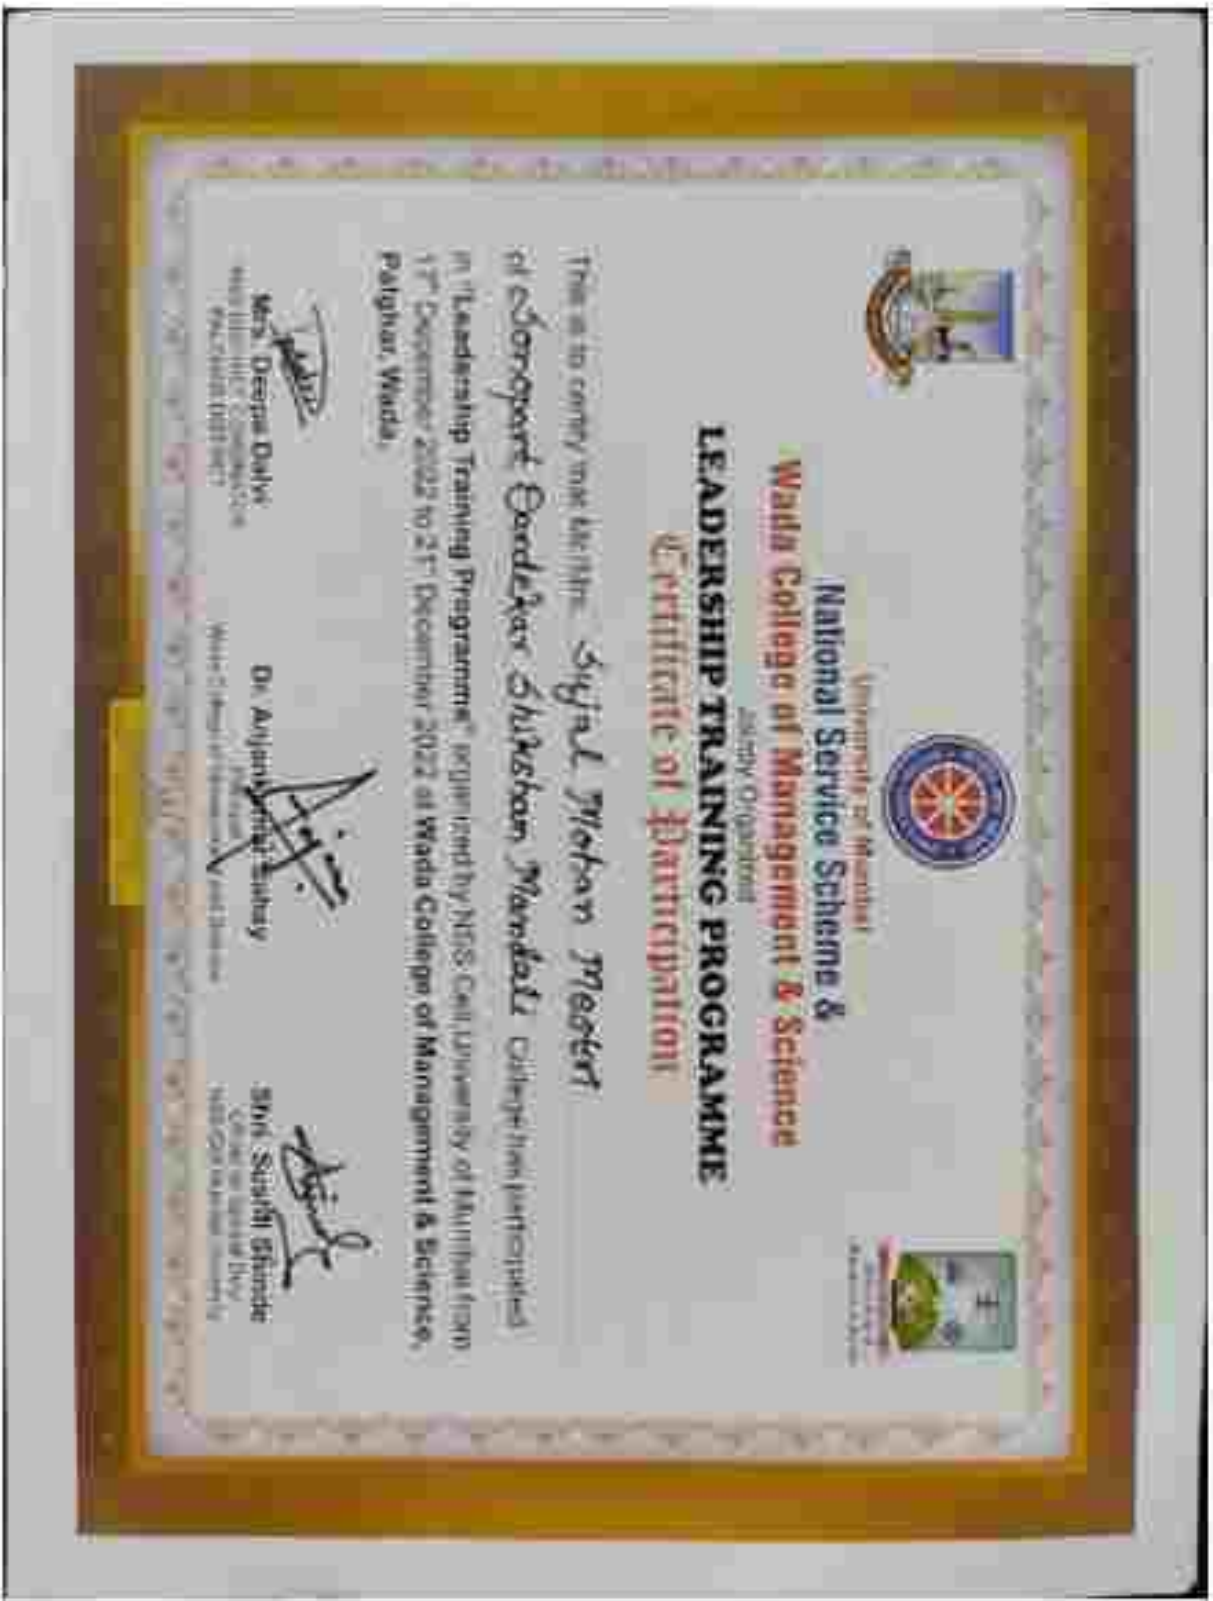 University of Mumbai
National Service Scheme &
Wada College of Management & Science
Jointly Organized
LEADERSHIP TRAINING PROGRAMME
Certificate of Participation
This is to certify that Mr/Mrs. Sujal Mohan
of Sonopant Dandekar Shikshan Mandali College has participated
in "Leadership Training Programme" organized by NSS Cell, University of Mumbai from
17th December 2022 to 21st December 2022 at Wada College of Management & Science,
Palghar, Wada.
Mrs. Deepa Dalvi
PALGHAR DISTRICT
Dr. Sahay
Shri. Sushil Shinde